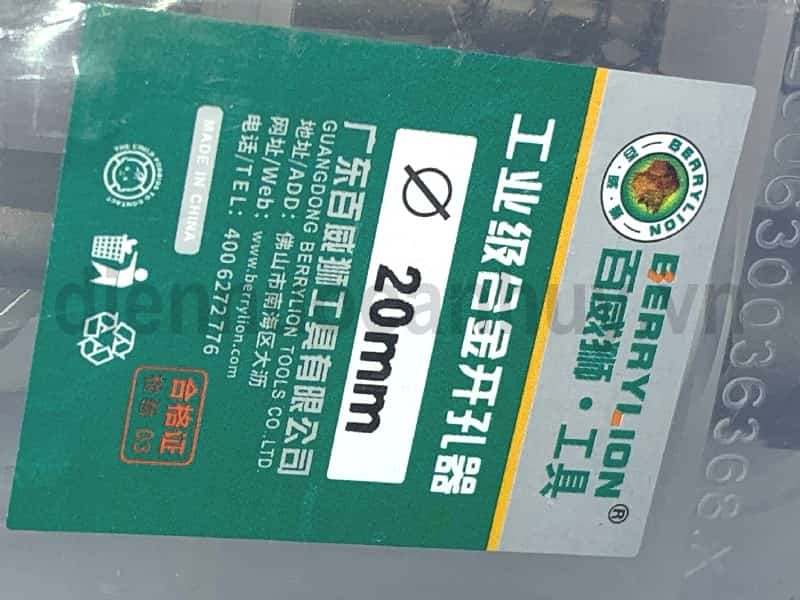 BERRYLION
百威狮
BERRYLION®
百威狮·工具
工业级合金开孔器
Ø 20mm
广东百威狮工具有限公司
GUANGDONG BERRYLION TOOLS CO.,LTD.
地址/ADD: 佛山市南海区大沥
网址/Web: www.berrylion.com
电话/TEL: 4006272776
MADE IN CHINA
合格证
检验 03